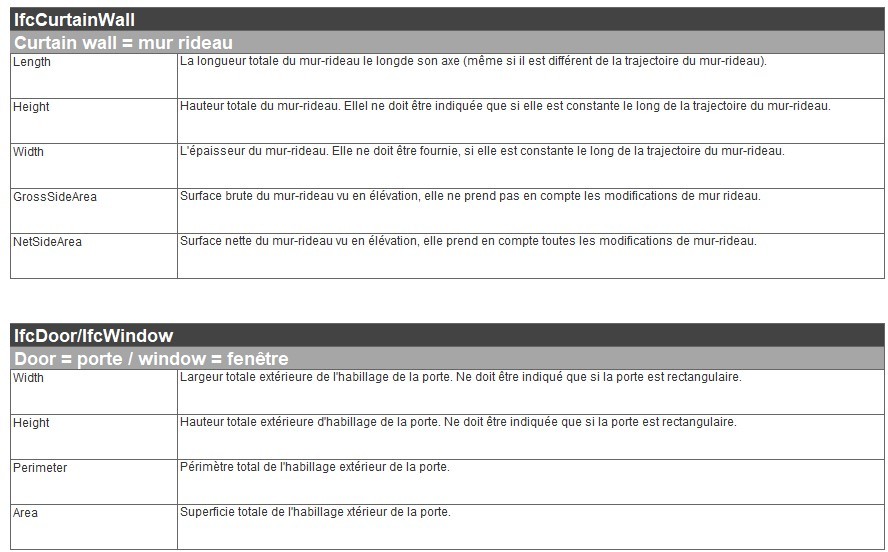 IfcCurtainWall
Curtain wall = mur rideau
Length La longueur totale du mur-rideau le longde son axe (même si il est différent de la trajectoire du mur-rideau).
Height Hauteur totale du mur-rideau. Ellel ne doit être indiquée que si elle est constante le long de la trajectoire du mur-rideau.
Width L'épaisseur du mur-rideau. Elle ne doit être fournie, si elle est constante le long de la trajectoire du mur-rideau.
GrossSideArea Surface brute du mur-rideau vu en élévation, elle ne prend pas en compte les modifications de mur rideau.
NetSideArea Surface nette du mur-rideau vu en élévation, elle prend en compte toutes les modifications de mur-rideau.
IfcDoor/IfcWindow
Door = porte / window = fenêtre
Width Largeur totale extérieure de l'habillage de la porte. Ne doit être indiqué que si la porte est rectangulaire.
Height Hauteur totale extérieure d'habillage de la porte. Ne doit être indiquée que si la porte est rectangulaire.
Perimeter Périmètre total de l'habillage extérieur de la porte.
Area Superficie totale de l'habillage xtérieur de la porte.